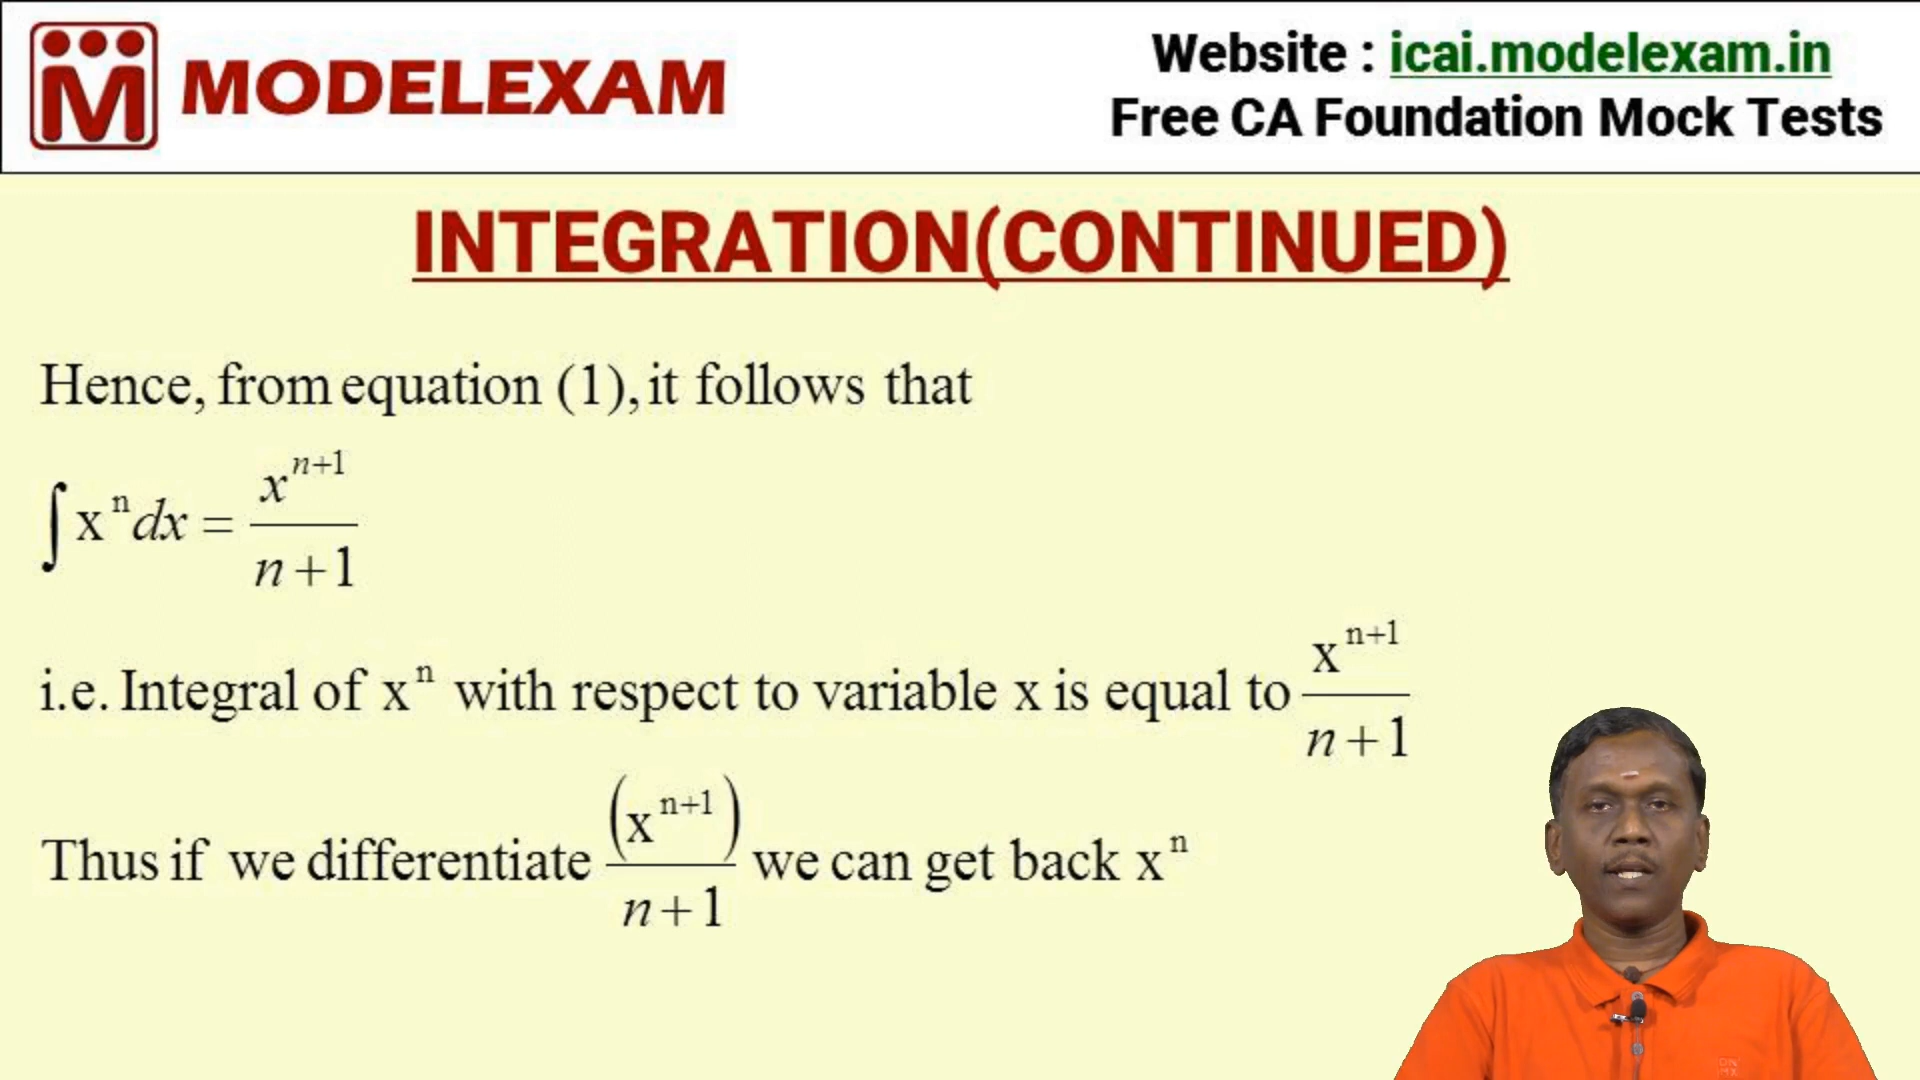 MODELEXAM
Website : icai.modelexam.in
Free CA Foundation Mock Tests
INTEGRATION(CONTINUED)
Hence, from equation (1), it follows that
∫ xⁿdx = xⁿ⁺¹/(n+1)
i.e. Integral of xⁿ with respect to variable x is equal to xⁿ⁺¹/(n+1)
Thus if we differentiate (xⁿ⁺¹)/(n+1) we can get back xⁿ